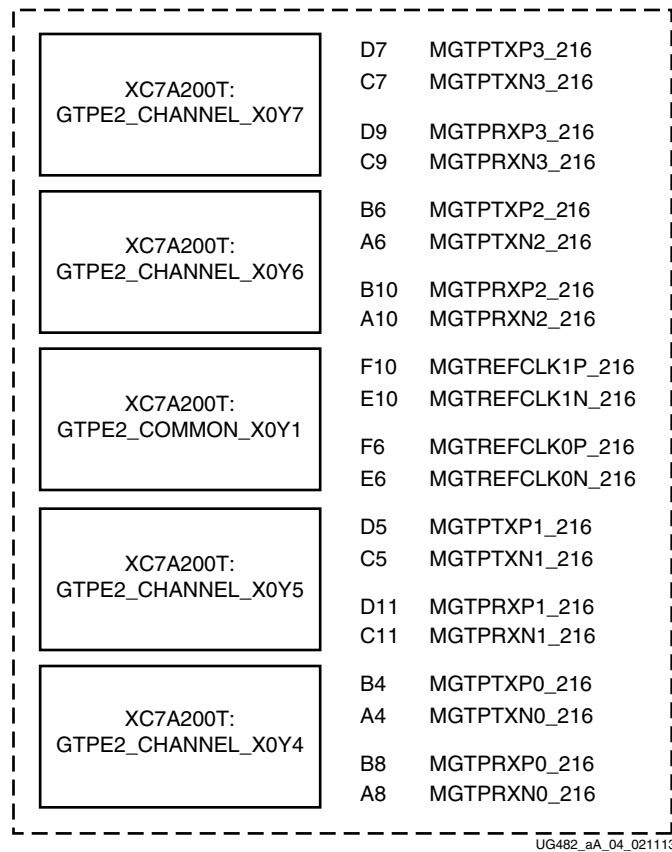 XC7A200T:
GTPE2_CHANNEL_X0Y7
D7 MGTPTXP3_216
C7 MGTPTXN3_216
D9 MGTPRXP3_216
C9 MGTPRXN3_216
XC7A200T:
GTPE2_CHANNEL_X0Y6
B6 MGTPTXP2_216
A6 MGTPTXN2_216
B10 MGTPRXP2_216
A10 MGTPRXN2_216
XC7A200T:
GTPE2_COMMON_X0Y1
F10 MGTREFCLK1P_216
E10 MGTREFCLK1N_216
F6 MGTREFCLK0P_216
E6 MGTREFCLK0N_216
XC7A200T:
GTPE2_CHANNEL_X0Y5
D5 MGTPTXP1_216
C5 MGTPTXN1_216
D11 MGTPRXP1_216
C11 MGTPRXN1_216
XC7A200T:
GTPE2_CHANNEL_X0Y4
B4 MGTPTXP0_216
A4 MGTPTXN0_216
B8 MGTPRXP0_216
A8 MGTPRXN0_216
UG482_aA_04_021113